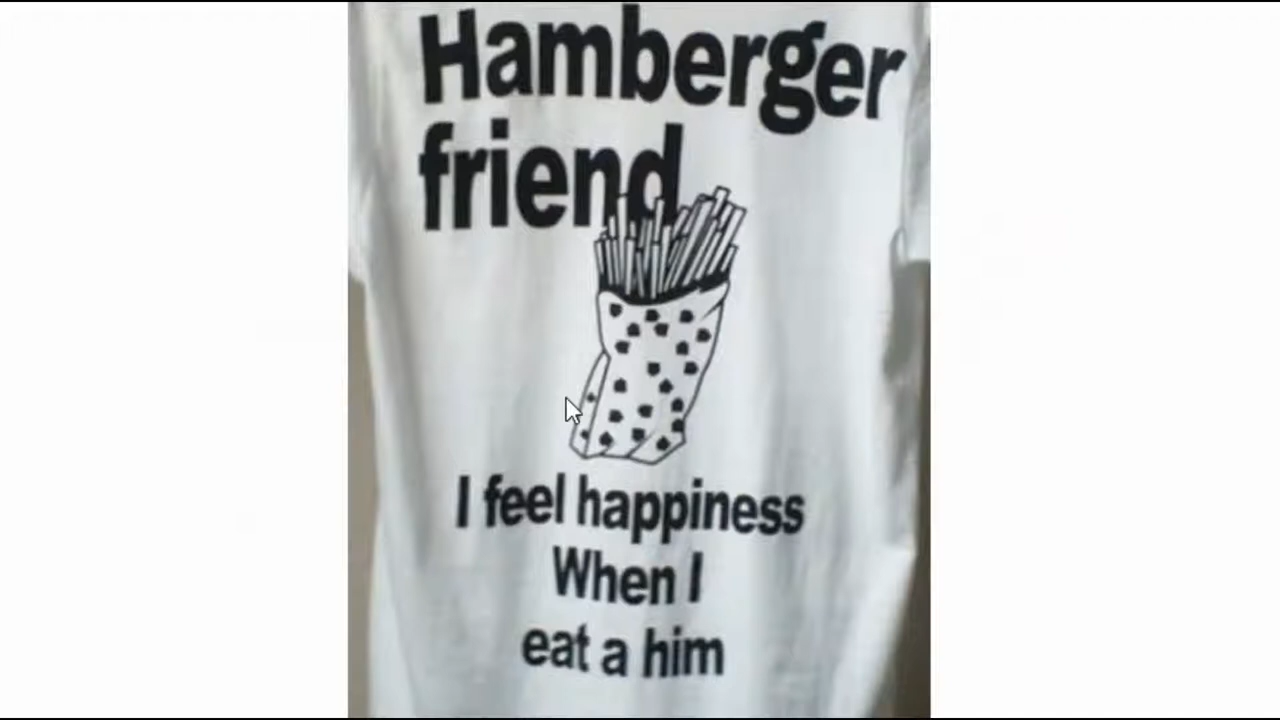 Hamberger
friend
I feel happiness
When I
eat a him